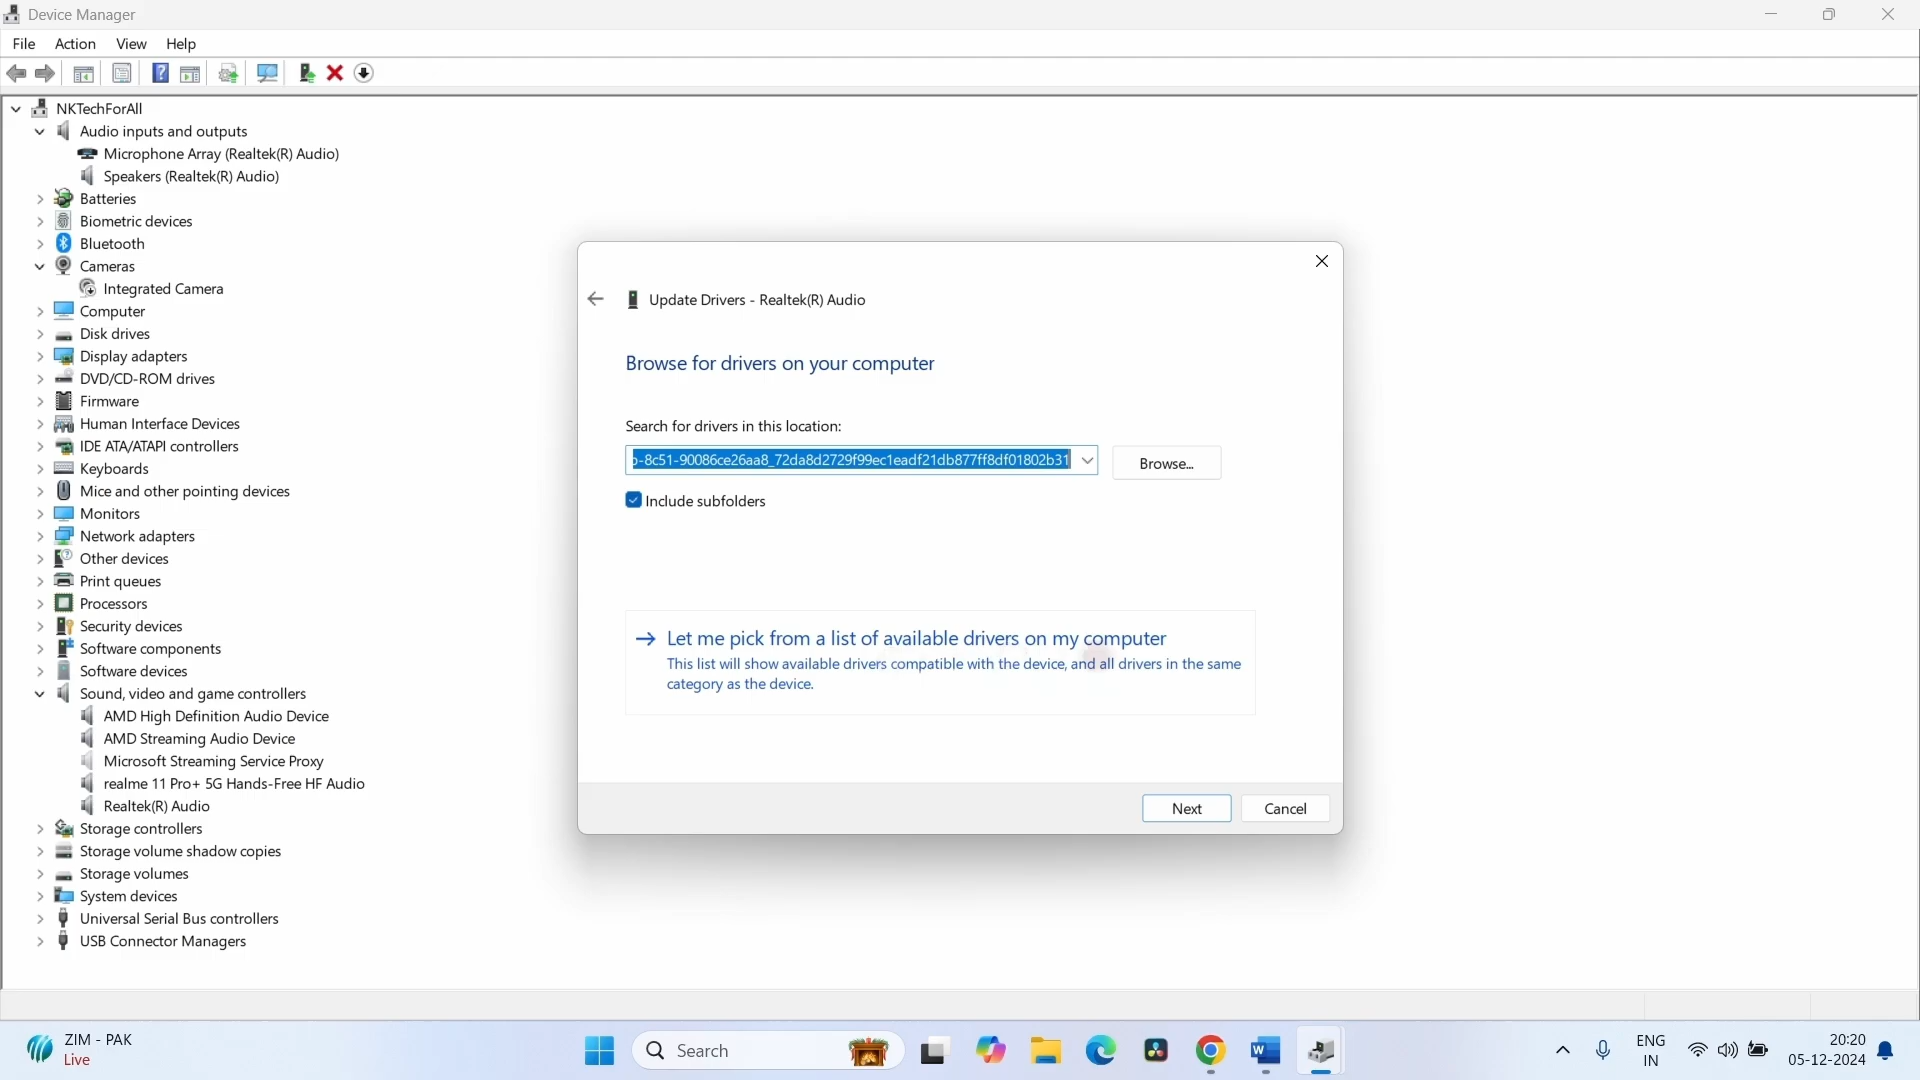 Device Manager
File Action View Help
NKTechForAll
Audio inputs and outputs
Microphone Array (Realtek(R) Audio)
Speakers (Realtek(R) Audio)
Batteries
Biometric devices
Bluetooth
Cameras
Integrated Camera
Computer
Disk drives
Display adapters
DVD/CD-ROM drives
Firmware
Human Interface Devices
IDE ATA/ATAPI controllers
Keyboards
Mice and other pointing devices
Monitors
Network adapters
Other devices
Print queues
Processors
Security devices
Software components
Software devices
Sound, video and game controllers
AMD High Definition Audio Device
AMD Streaming Audio Device
Microsoft Streaming Service Proxy
realme 11 Pro+ 5G Hands-Free HF Audio
Realtek(R) Audio
Storage controllers
Storage volume shadow copies
Storage volumes
System devices
Universal Serial Bus controllers
USB Connector Managers
Update Drivers - Realtek(R) Audio
Browse for drivers on your computer
Search for drivers in this location:
-8c51-90086ce26aa8_72da8d2729f99ec1eadf21db877ff8df01802b31
Browse...
Include subfolders
Let me pick from a list of available drivers on my computer
This list will show available drivers compatible with the device, and all drivers in the same
category as the device.
Next Cancel
ZIM - PAK
Live
Search
ENG
IN
20:20
05-12-2024